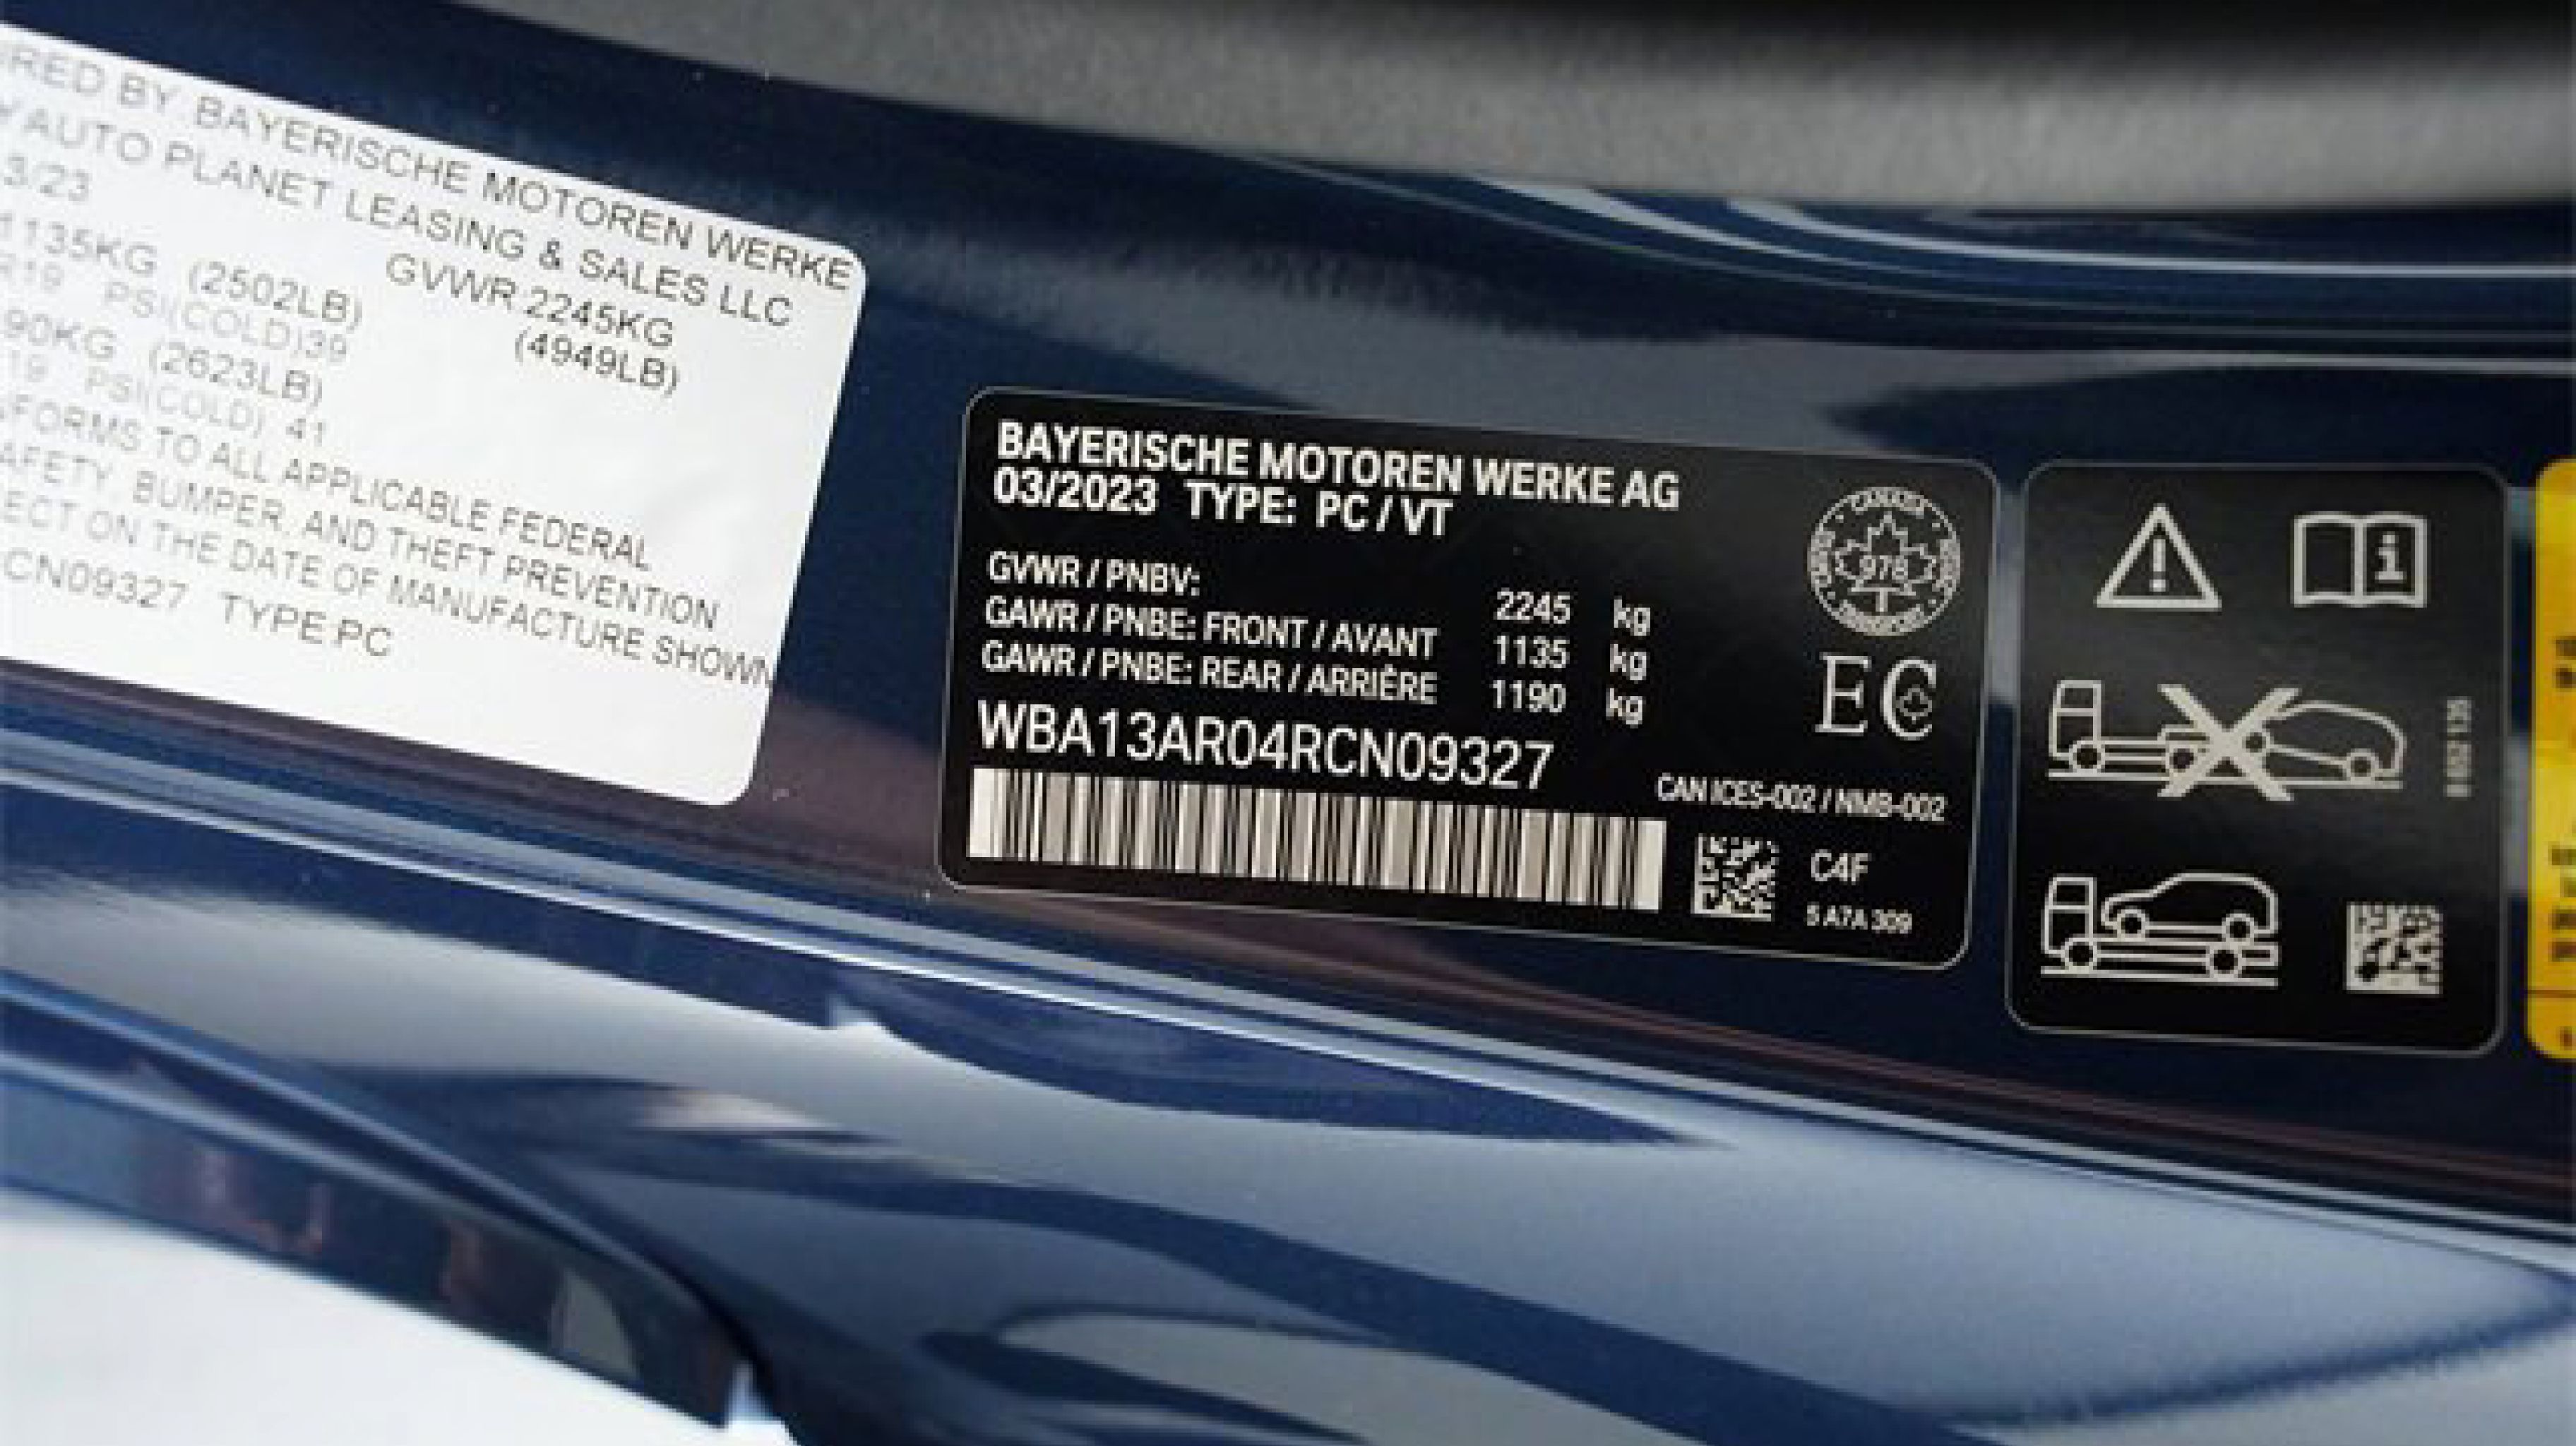 RED BY BAYERISCHE MOTOREN WERKE
Y AUTO PLANET LEASING & SALES LLC
3/23
GVWR 2245KG
1135KG (2502LB)
(4949LB)
R19 PSI(COLD)39
90KG (2623LB)
19 PSI(COLD) 41
FORMS TO ALL APPLICABLE FEDERAL
AFETY, BUMPER, AND THEFT PREVENTION
ECT ON THE DATE OF MANUFACTURE SHOWN
CN09327 TYPE:PC
BAYERISCHE MOTOREN WERKE AG
03/2023 TYPE: PC / VT
GVWR / PNBV: 2245 kg
GAWR / PNBE: FRONT / AVANT 1135 kg
GAWR / PNBE: REAR / ARRIÈRE 1190 kg
WBA13AR04RCN09327
CANADA
978
TRANSPORT
EC
CAN ICES-002 / NMB-002
C4F
5 A7A 309